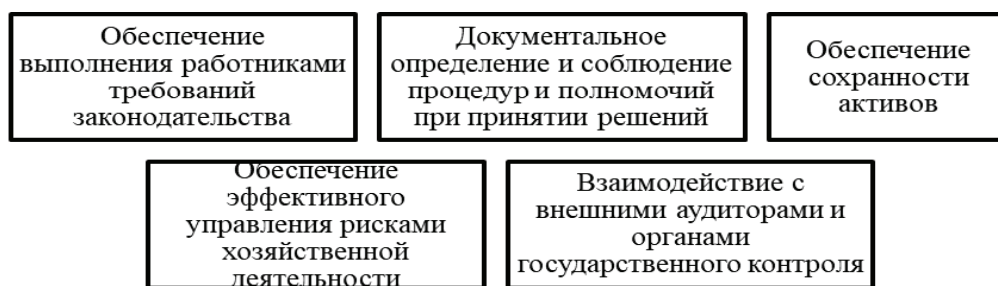 Обеспечение
выполнения работниками
требований
законодательства
Документальное
определение и соблюдение
процедур и полномочий
при принятии решений
Обеспечение
сохранности
активов
Обеспечение
эффективного
управления рисками
хозяйственной
деятельности
Взаимодействие с
внешними аудиторами и
органами
государственного контроля